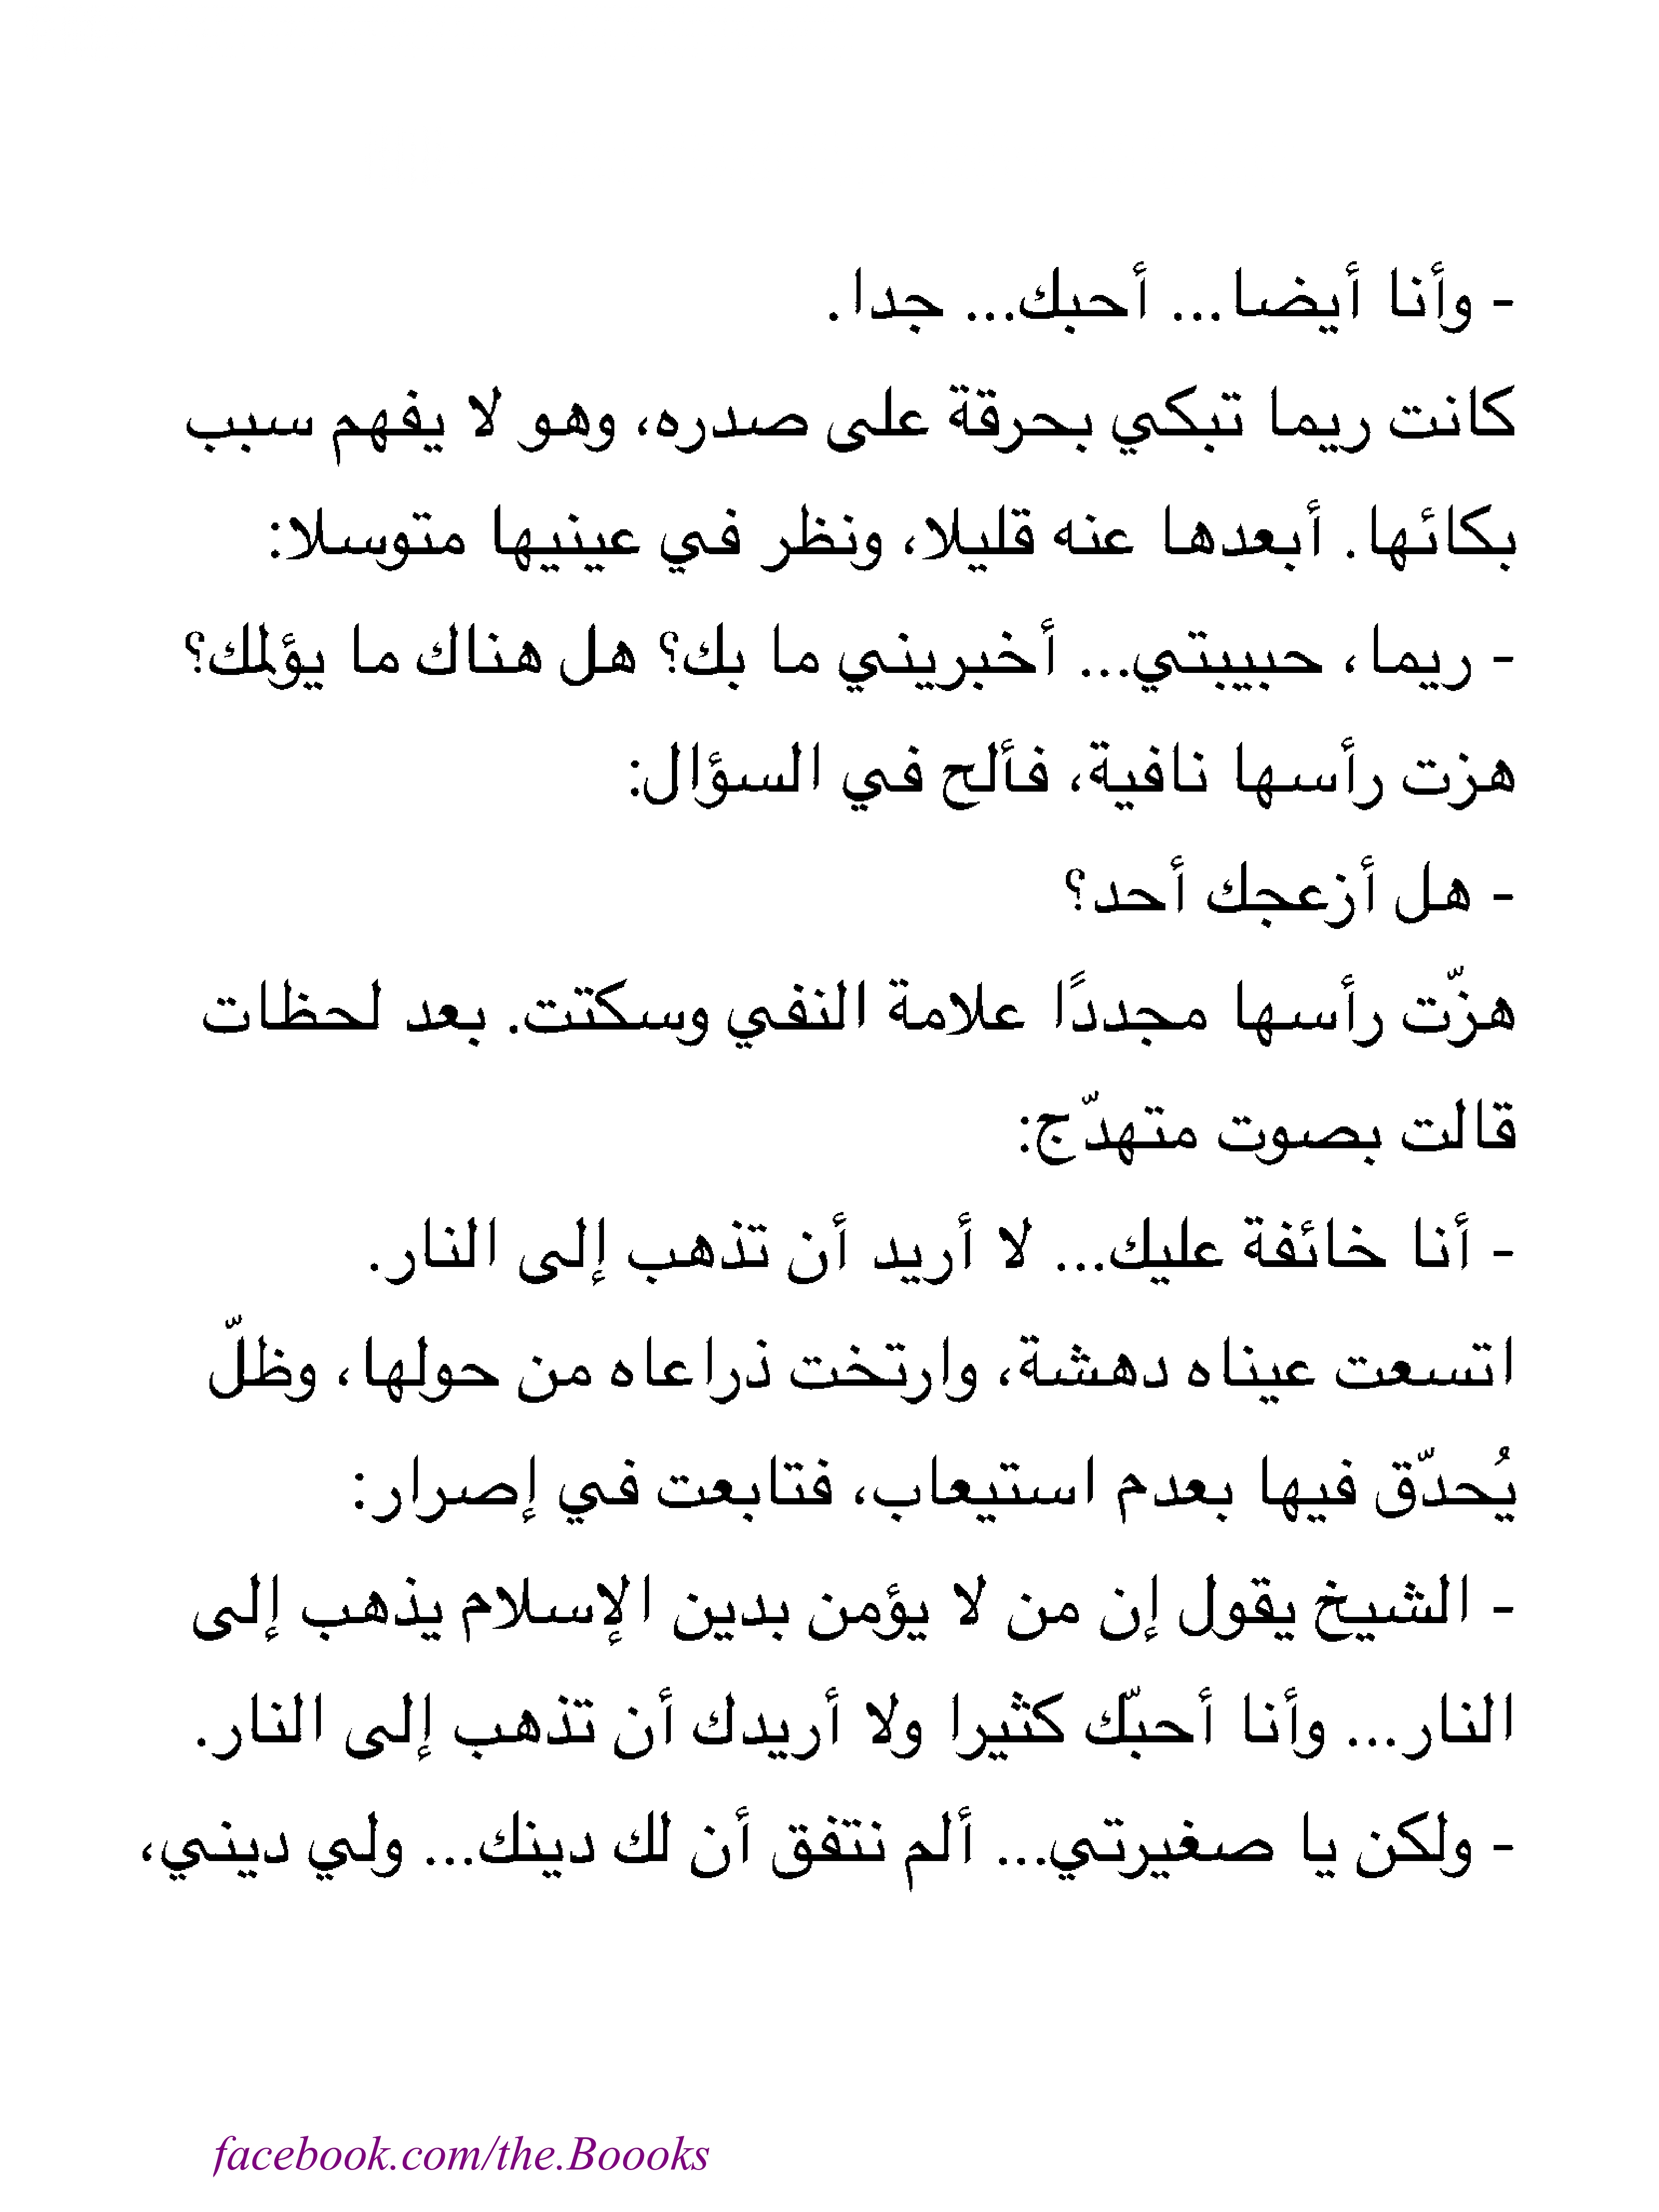 - وأنا أيضا... أحبك... جدا.
كانت ريما تبكي بحرقة على صدره، وهو لا يفهم سبب
بكائها. أبعدها عنه قليلا، ونظر في عينيها متوسلا:
- ريما، حبيبتي... أخبريني ما بك؟ هل هناك ما يؤلمك؟
هزت رأسها نافية، فألح في السؤال:
- هل أزعجك أحد؟
هزّت رأسها مجددًا علامة النفي وسكتت. بعد لحظات
قالت بصوت متهدّج:
- أنا خائفة عليك... لا أريد أن تذهب إلى النار.
اتسعت عيناه دهشة، وارتخت ذراعاه من حولها، وظلّ
يُحدّق فيها بعدم استيعاب، فتابعت في إصرار:
- الشيخ يقول إن من لا يؤمن بدين الإسلام يذهب إلى
النار... وأنا أحبّك كثيرا ولا أريدك أن تذهب إلى النار.
- ولكن يا صغيرتي... ألم نتفق أن لك دينك... ولي ديني،
facebook.com/the.Boooks